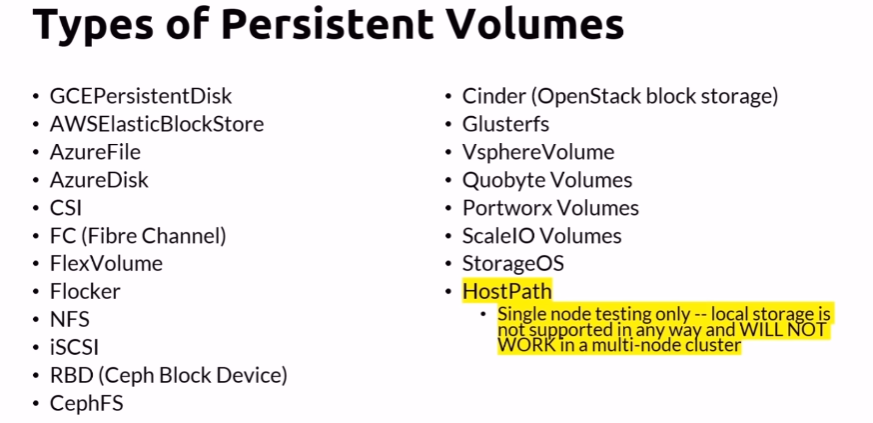 Types of Persistent Volumes
• GCEPersistentDisk
• AWSElasticBlockStore
• AzureFile
• AzureDisk
• CSI
• FC (Fibre Channel)
• FlexVolume
• Flocker
• NFS
• iSCSI
• RBD (Ceph Block Device)
• CephFS
• Cinder (OpenStack block storage)
• Glusterfs
• VsphereVolume
• Quobyte Volumes
• Portworx Volumes
• ScaleIO Volumes
• StorageOS
• HostPath
• Single node testing only -- local storage is
not supported in any way and WILL NOT
WORK in a multi-node cluster